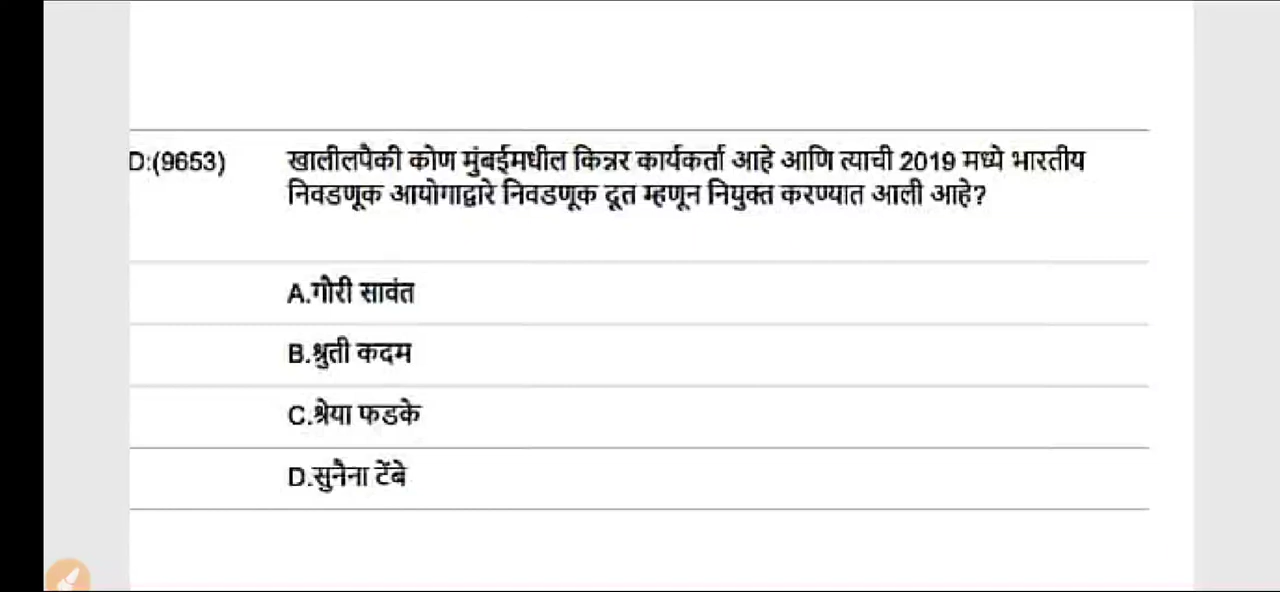 D:(9653) खालीलपैकी कोण मुंबईमधील किन्नर कार्यकर्ता आहे आणि त्याची 2019 मध्ये भारतीय
निवडणूक आयोगाद्वारे निवडणूक दूत म्हणून नियुक्त करण्यात आली आहे?
A.गौरी सावंत
B.श्रुती कदम
C.श्रेया फडके
D.सुनैना टेंबे